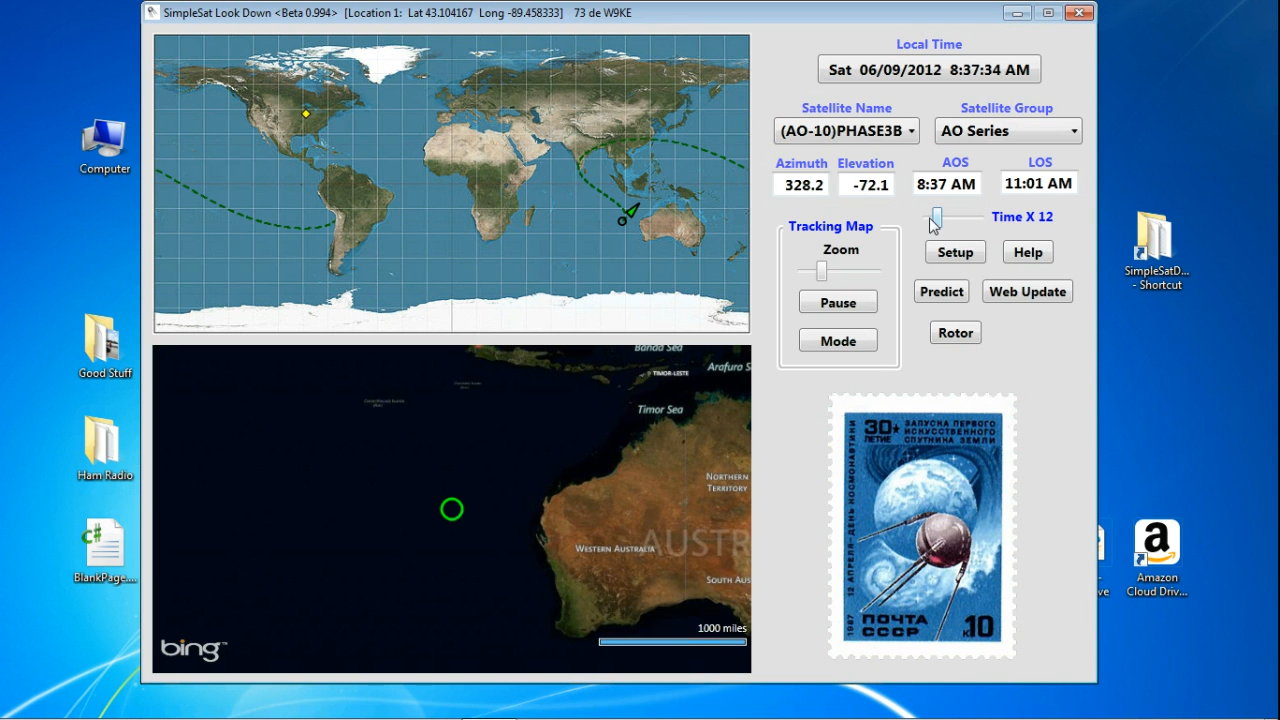 SimpleSat Look Down <Beta 0.994> [Location 1: Lat 43.104167 Long -89.458333] 73 de W9KE
Local Time
Sat 06/09/2012 8:37:34 AM
Satellite Name
Satellite Group
(AO-10)PHASE3B
AO Series
Azimuth
Elevation
AOS
LOS
328.2
-72.1
8:37 AM
11:01 AM
Time X 12
Tracking Map
Zoom
Setup
Help
Pause
Predict
Web Update
Mode
Rotor
Banda Sea
Arafura S
TIMOR-LESTE
Timor Sea
NORTHERN
TERRITORY
AUSTR
WESTERN AUSTRALIA
SOUTH AUS
1000 miles
bing™
30
ЛЕТИЕ
ЗАПУСКА ПЕРВОГО
ИСКУССТВЕННОГО
СПУТНИКА ЗЕМЛИ
12 АПРЕЛЯ-ДЕНЬ КОСМОНАВТИКИ
1987
ПОЧТА
СССР
10
К
Computer
Good Stuff
Ham Radio
C#
BlankPage....
SimpleSatD...
- Shortcut
a
Amazon
Cloud Driv...
-
ve